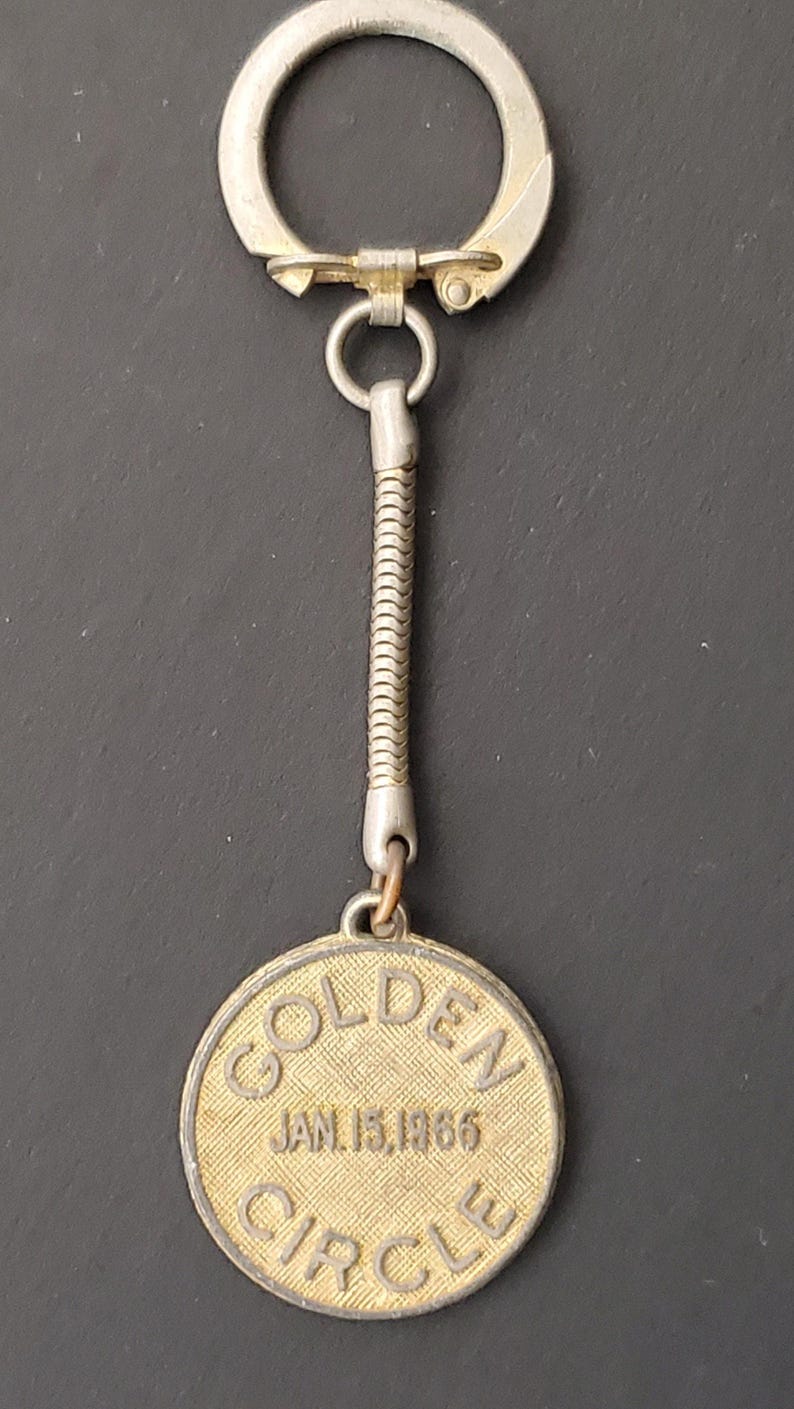 GOLDEN
JAN. 15, 1966
CIRCLE